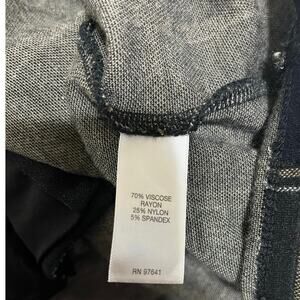 70% VISCOSE
RAYON
25% NYLON
5% SPANDEX
RN 97641